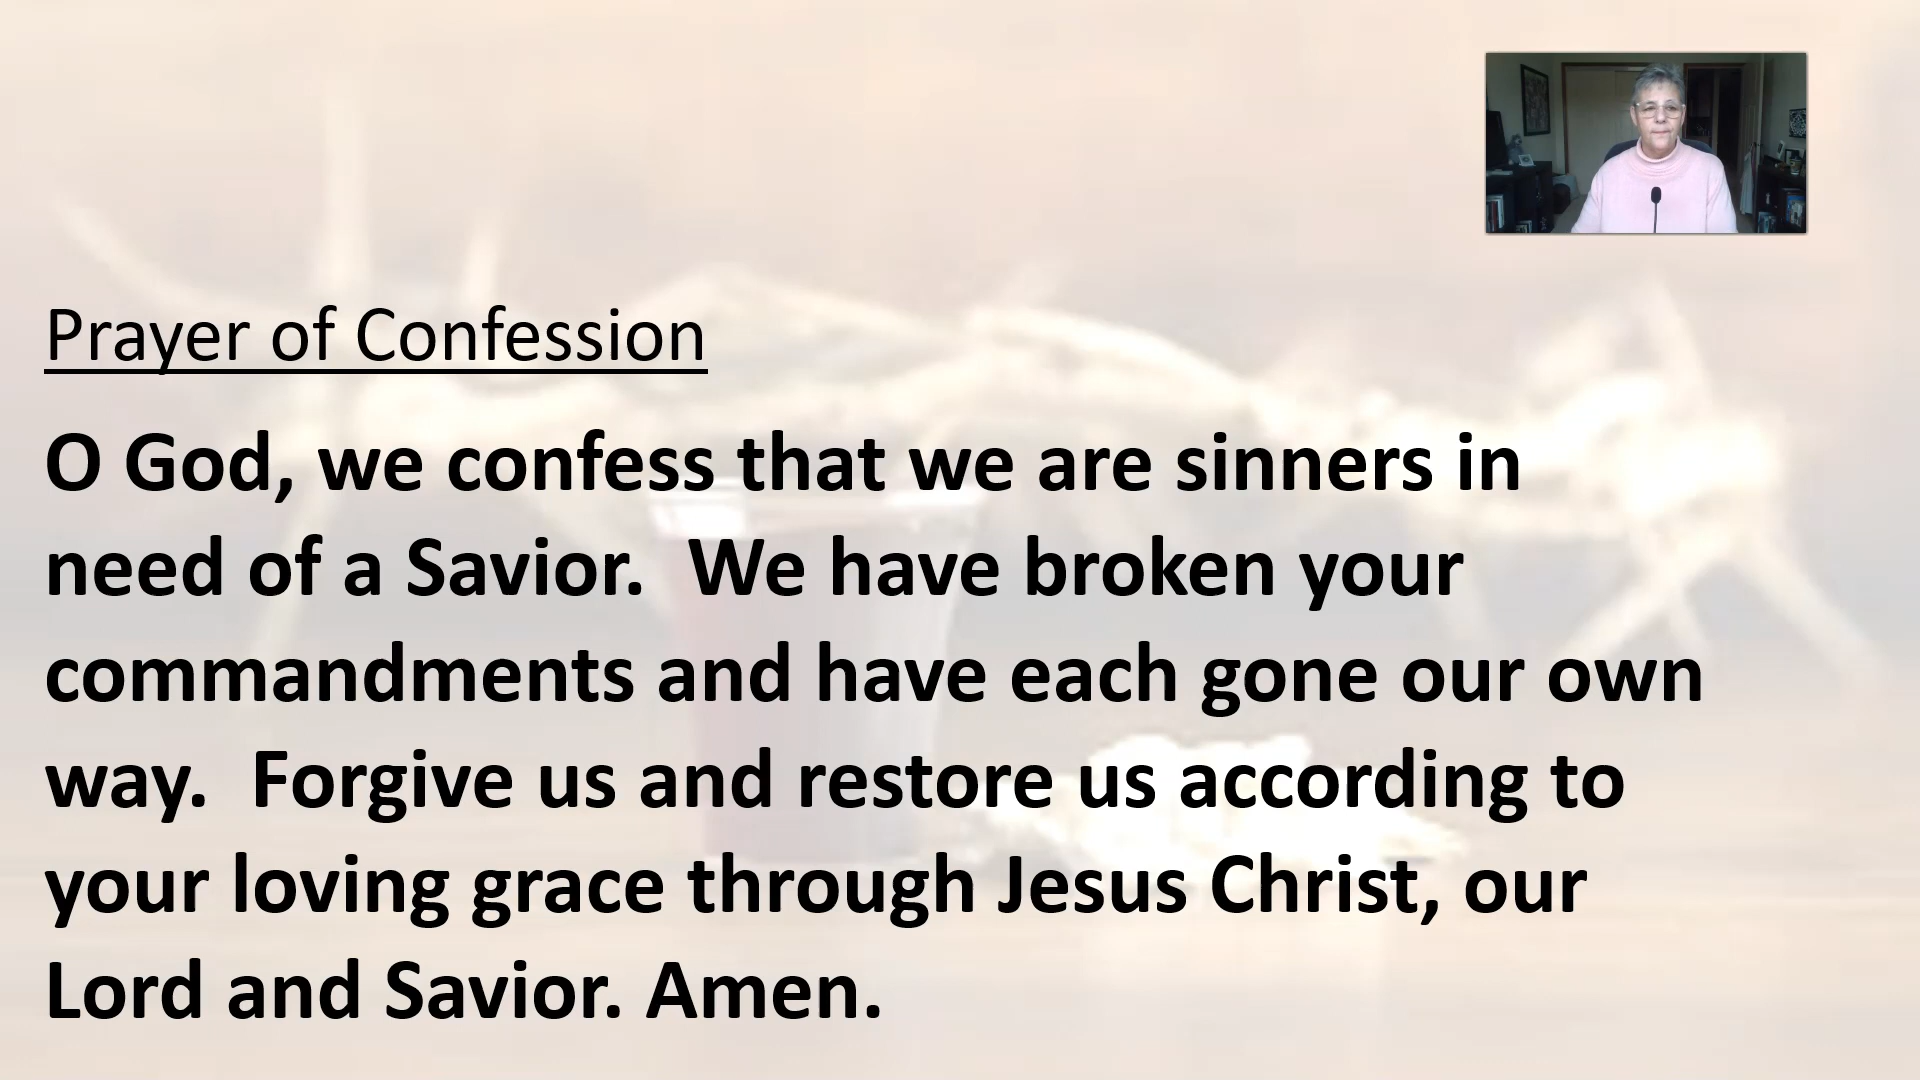 Prayer of Confession
O God, we confess that we are sinners in
need of a Savior.  We have broken your
commandments and have each gone our own
way.  Forgive us and restore us according to
your loving grace through Jesus Christ, our
Lord and Savior. Amen.